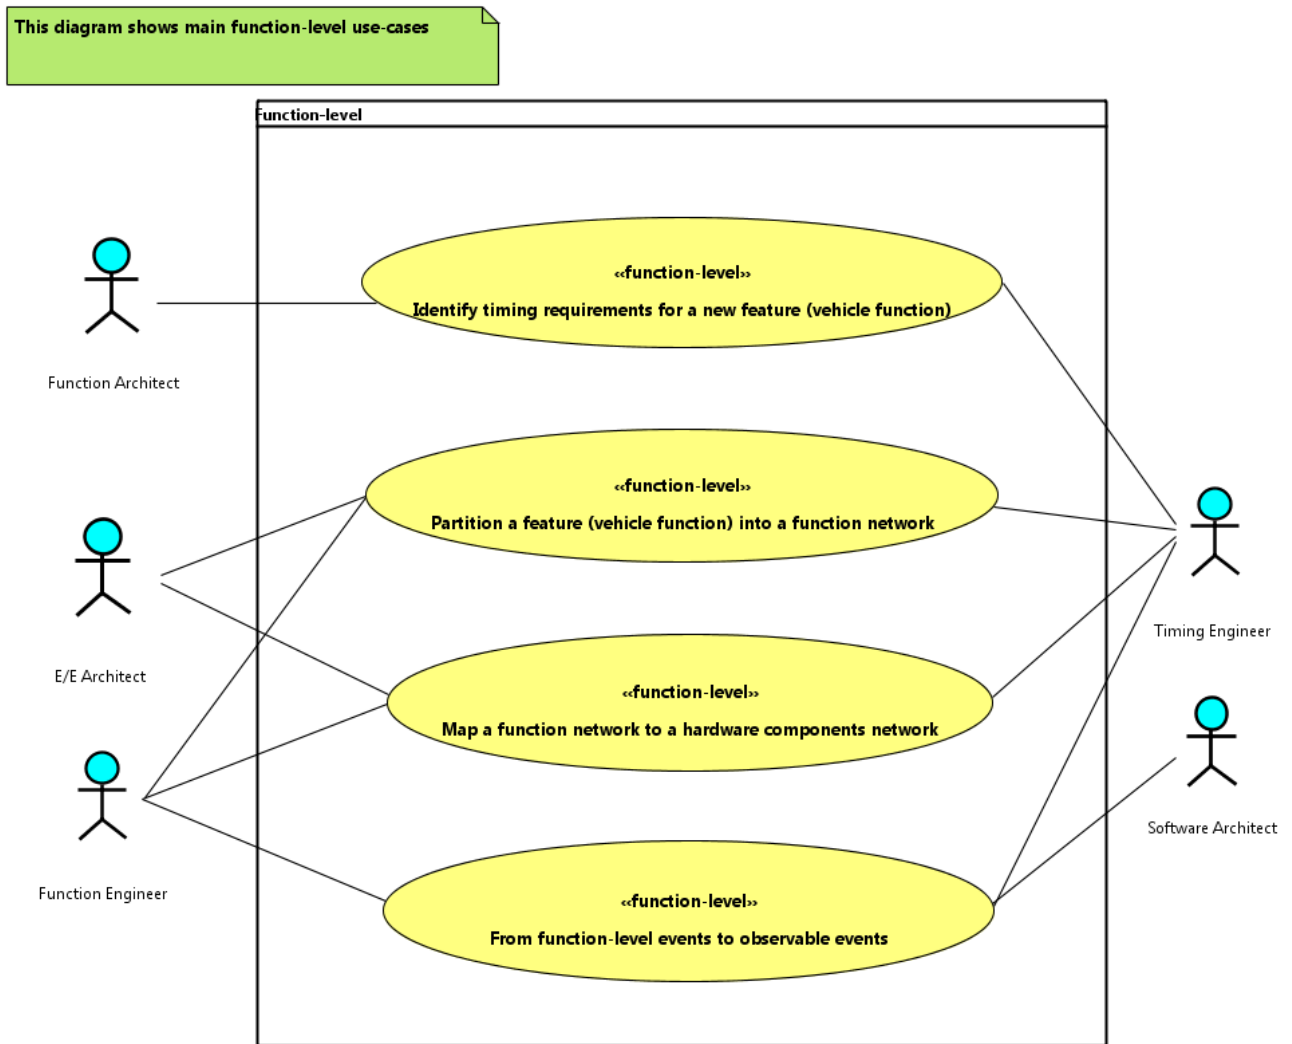 This diagram shows main function-level use-cases
Function-level
«function-level»
Identify timing requirements for a new feature (vehicle function)
Function Architect
«function-level»
Partition a feature (vehicle function) into a function network
Timing Engineer
E/E Architect
«function-level»
Map a function network to a hardware components network
Software Architect
Function Engineer
«function-level»
From function-level events to observable events